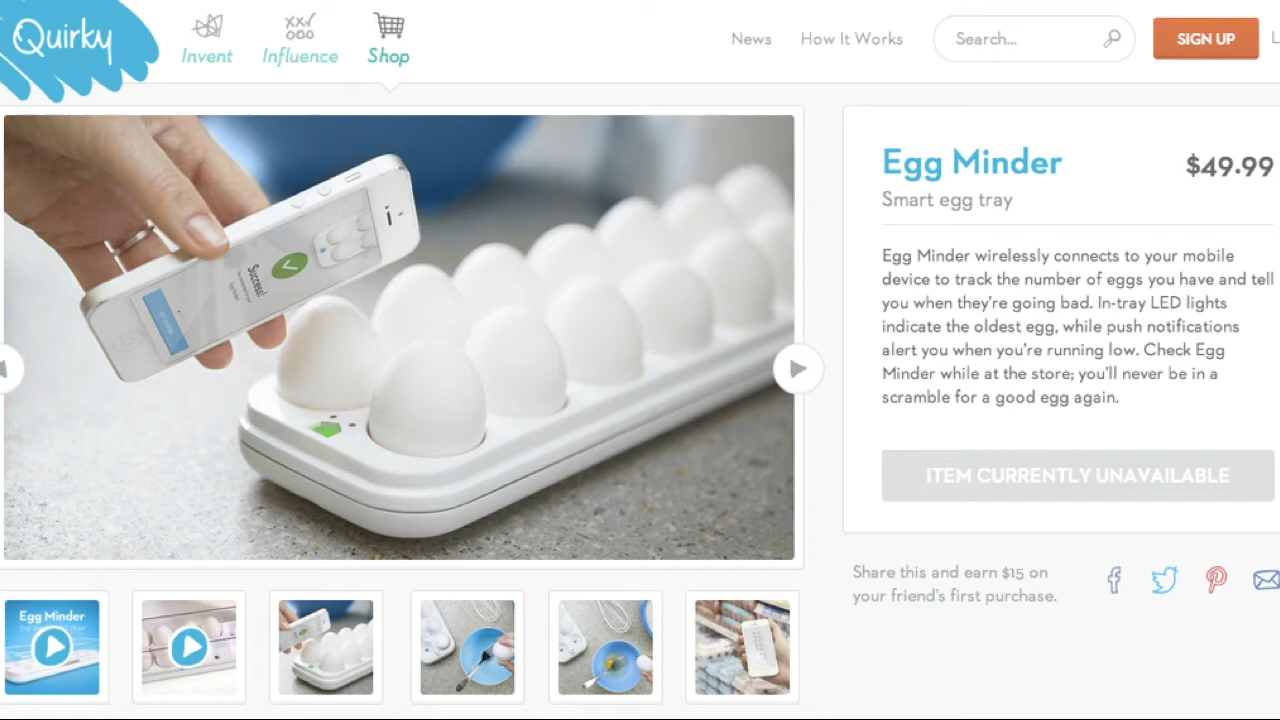 Quirky
Invent
Influence
Shop
News
How It Works
Search...
SIGN UP
L
Success!
Egg Minder
$49.99
Smart egg tray
Egg Minder wirelessly connects to your mobile
device to track the number of eggs you have and tell
you when they're going bad. In-tray LED lights
indicate the oldest egg, while push notifications
alert you when you're running low. Check Egg
Minder while at the store; you'll never be in a
scramble for a good egg again.
ITEM CURRENTLY UNAVAILABLE
Share this and earn $15 on
your friend's first purchase.
Egg Minder